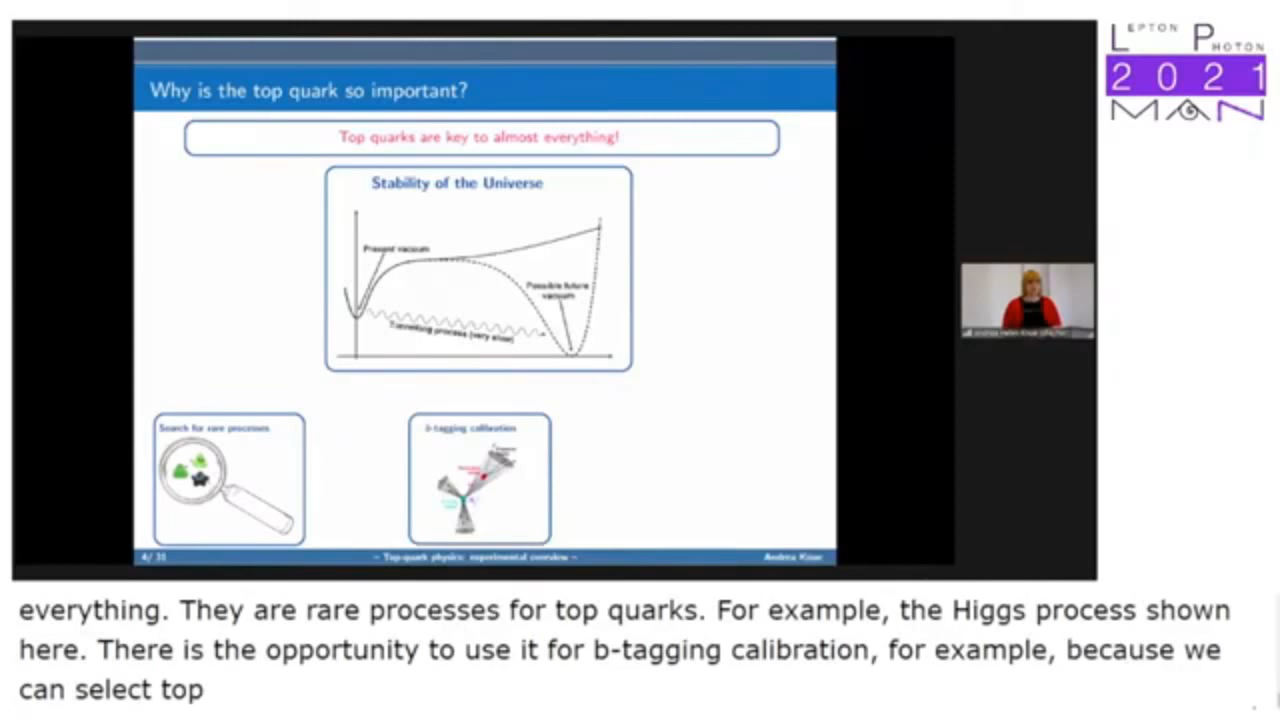 LEPTON PHOTON
2021
MAN
Why is the top quark so important?
Top quarks are key to almost everything!
Stability of the Universe
Present vacuum
Possible future
vacuum
Tunnelling process (very slow)
Search for rare processes
b-tagging calibration
4/ 31
– Top-quark physics: experimental overview –
Andrea Knue
everything. They are rare processes for top quarks. For example, the Higgs process shown
here. There is the opportunity to use it for b-tagging calibration, for example, because we
can select top